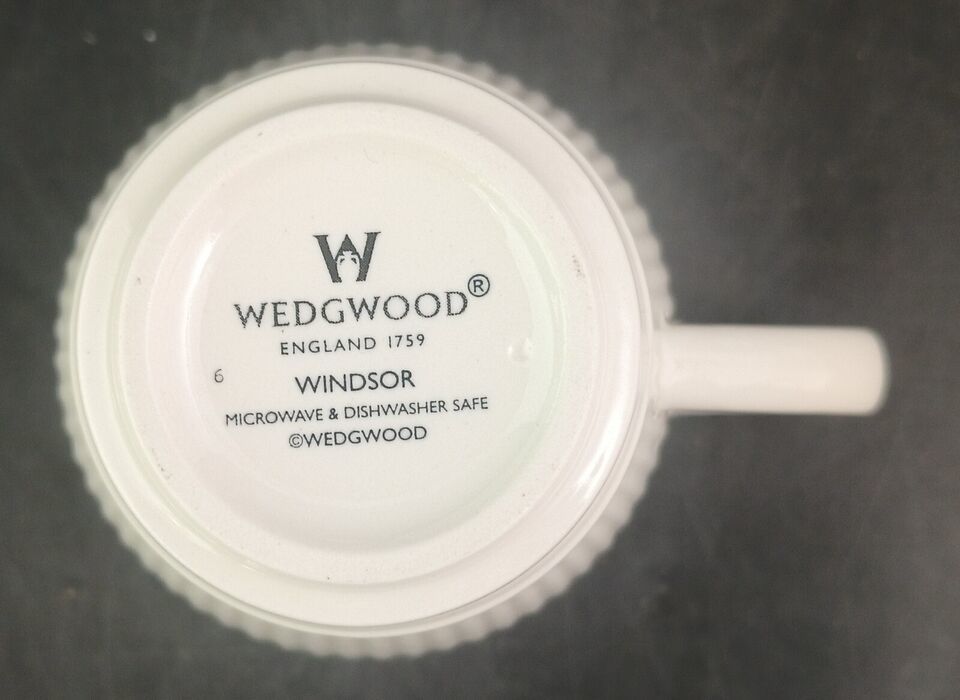 W
WEDGWOOD®
ENGLAND 1759
6
WINDSOR
MICROWAVE & DISHWASHER SAFE
©WEDGWOOD